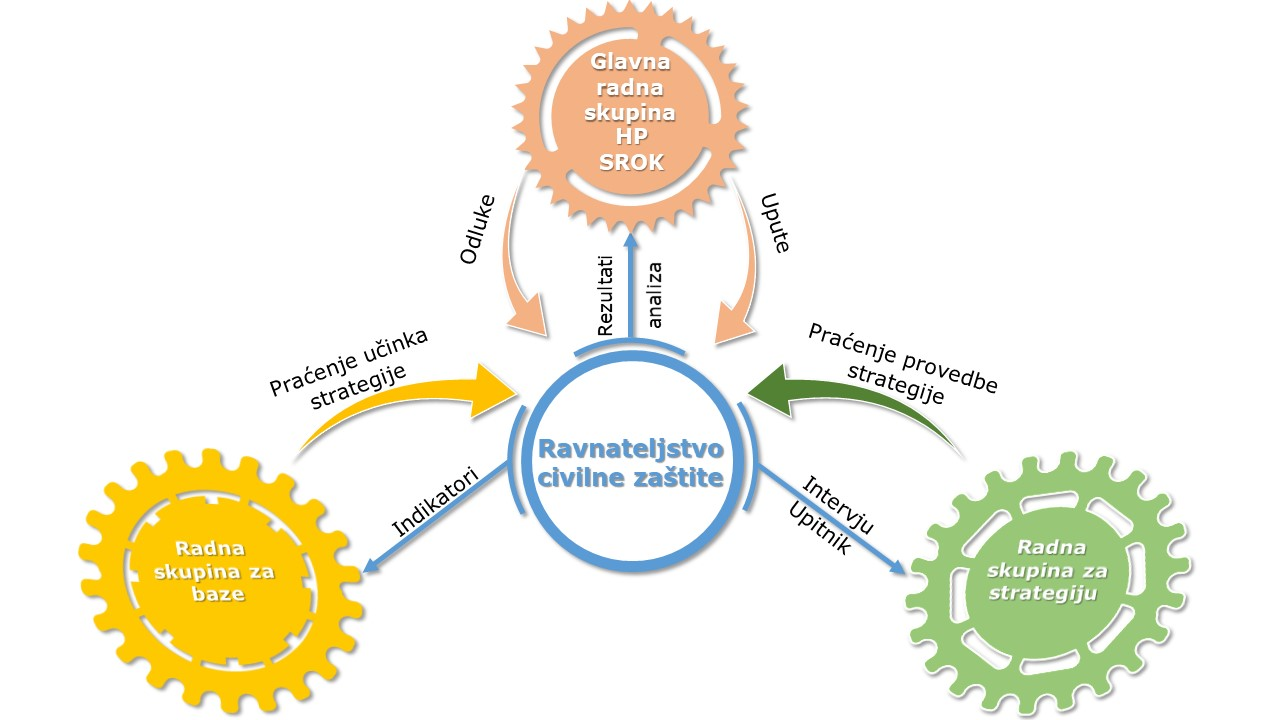 Glavna
radna
skupina
HP
SROK
Odluke
Upute
Rezultati
analiza
Praćenje učinka
strategije
Praćenje provedbe
strategije
Ravnateljstvo
civilne zaštite
Indikatori
Intervju
Upitnik
Radna
skupina za
baze
Radna
skupina za
strategiju